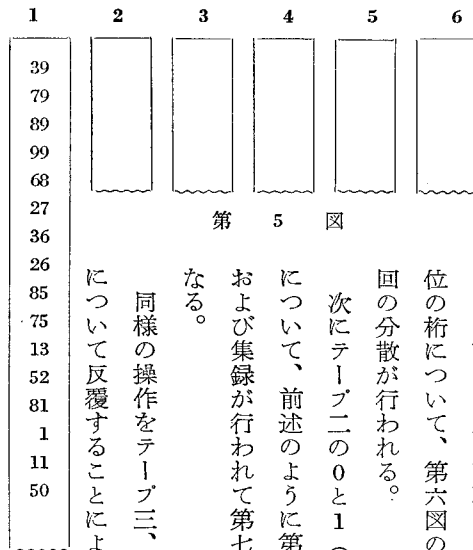 1 2 3 4 5 6
39
79
89
99
68
27
36
26
85
75
13
52
81
1
11
50
第 5 図
位の桁について、第六図の
回の分散が行われる。
次にテープ二の0と1(
について、前述のように第
および集録が行われて第七
なる。
同様の操作をテープ三、
について反覆することによ